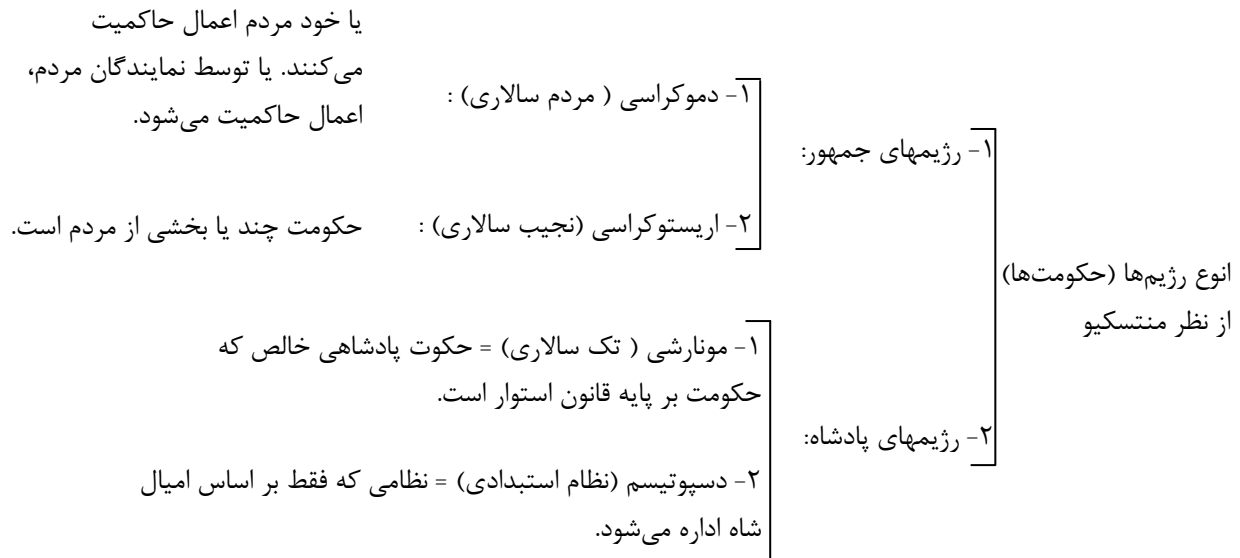 انوع رژیم‌ها (حکومت‌ها)
از نظر منتسکیو
۱- رژیمهای جمهور:
۱- دموکراسی ( مردم سالاری) :
یا خود مردم اعمال حاکمیت
می‌کنند. یا توسط نمایندگان مردم،
اعمال حاکمیت می‌شود.
۲- اریستوکراسی (نجیب سالاری) :
حکومت چند یا بخشی از مردم است.
۲- رژیمهای پادشاه:
۱- مونارشی ( تک سالاری) = حکوت پادشاهی خالص که
حکومت بر پایه قانون استوار است.
۲- دسپوتیسم (نظام استبدادی) = نظامی که فقط بر اساس امیال
شاه اداره می‌شود.